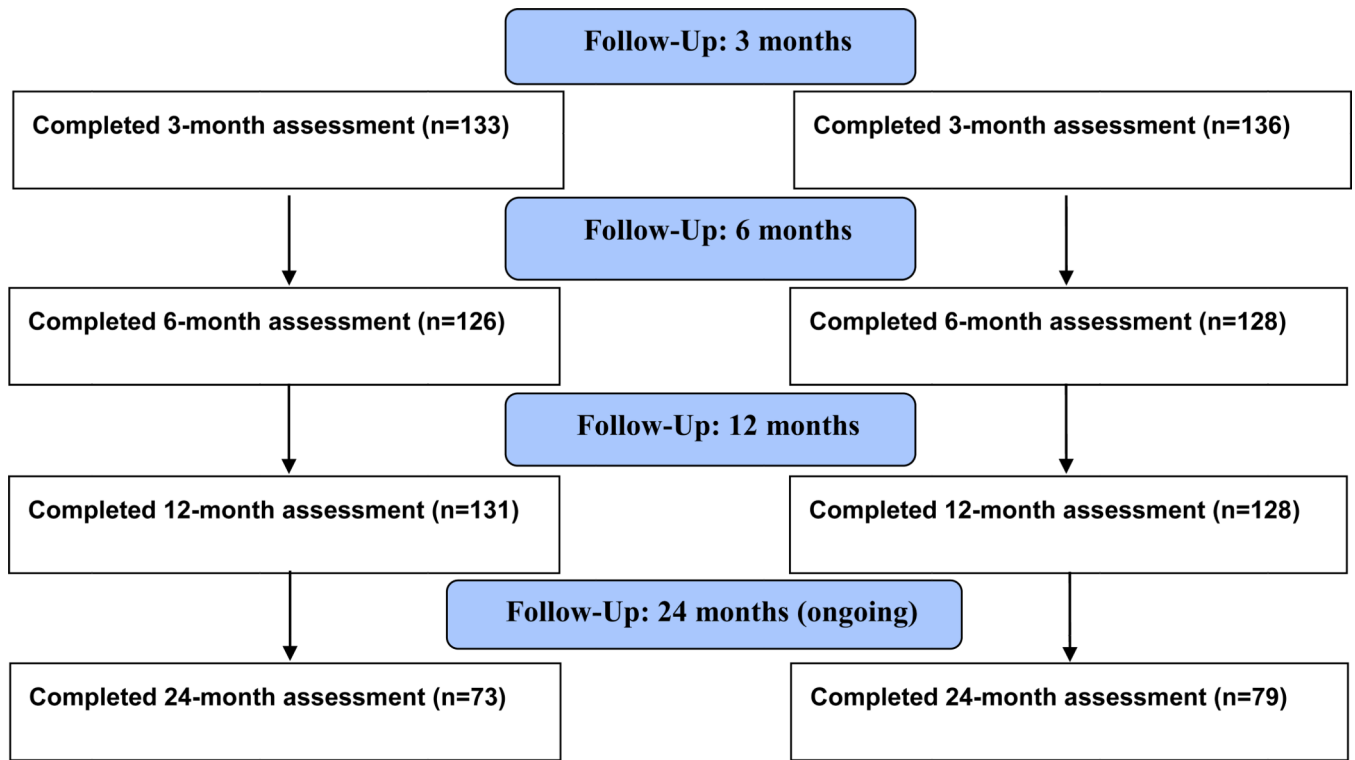 Follow-Up: 3 months
Completed 3-month assessment (n=133)
Completed 3-month assessment (n=136)
Follow-Up: 6 months
Completed 6-month assessment (n=126)
Completed 6-month assessment (n=128)
Follow-Up: 12 months
Completed 12-month assessment (n=131)
Completed 12-month assessment (n=128)
Follow-Up: 24 months (ongoing)
Completed 24-month assessment (n=73)
Completed 24-month assessment (n=79)